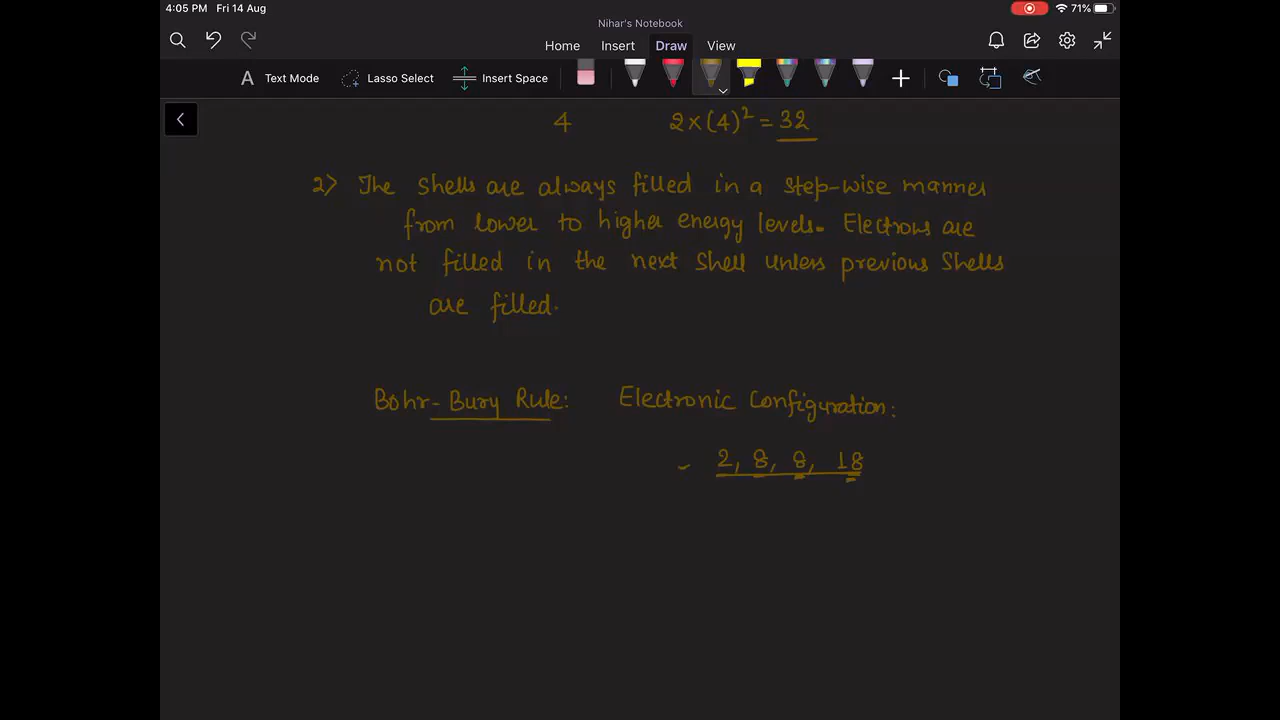 4:05 PM Fri 14 Aug
71%
Nihar's Notebook
Home Insert Draw View
Text Mode Lasso Select Insert Space
4 2×(4)² = 32
2> The Shells are always filled in a step-wise manner
from lower to higher energy levels. Electrons are
not filled in the next shell unless previous shells
are filled.
Bohr-Bury Rule: Electronic Configuration:
- 2, 8, 8, 18